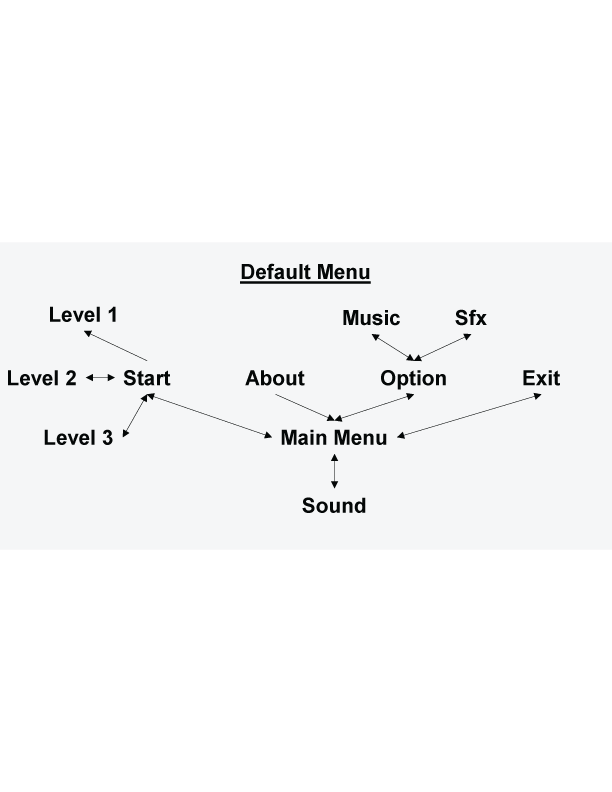 Default Menu
Level 1
Music
Sfx
Level 2
Start
About
Option
Exit
Level 3
Main Menu
Sound